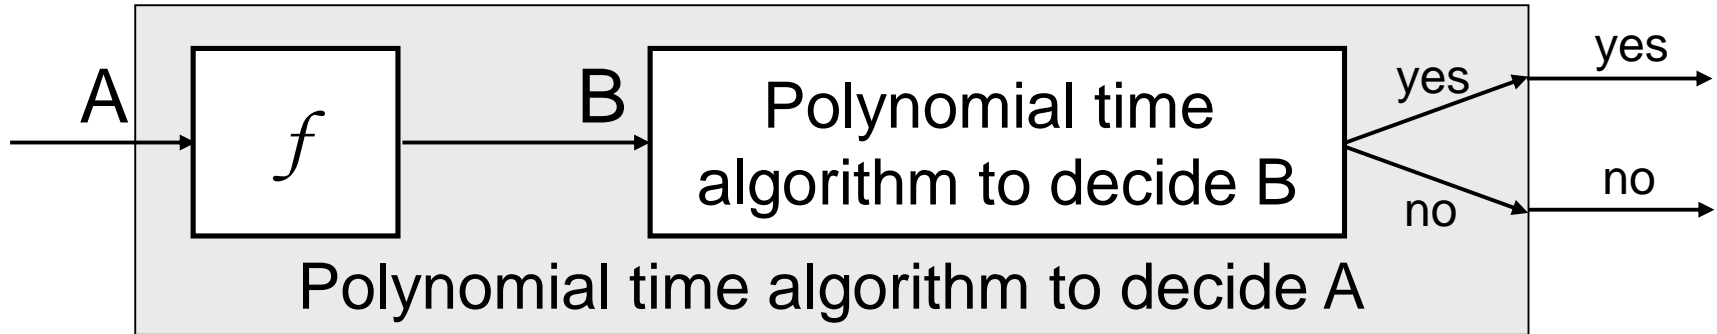 A
f
B
Polynomial time
algorithm to decide B
yes
no
yes
no
Polynomial time algorithm to decide A